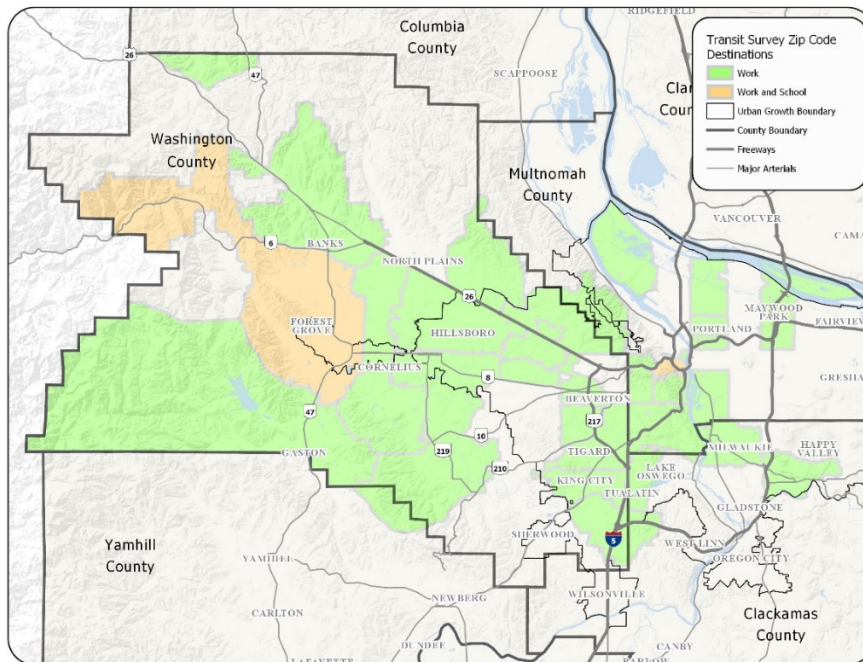 RIDGEFIELD
Columbia
County
26
47
SCAPPOOSE
Transit Survey Zip Code
Destinations
Work
Work and School
Urban Growth Boundary
County Boundary
Freeways
Major Arterials
Washington
County
Multnomah
County
VANCOUVER
6
BANKS
NORTH PLAINS
26
MAYWOOD
PARK
PORTLAND
FAIRVIEW
FOREST
GROVE
HILLSBORO
CORNELIUS
8
GRESHA
BEAVERTON
217
47
10
219
210
GASTON
TIGARD
MILWAUKIE
HAPPY
VALLEY
KING CITY
LAKE
OSWEGO
TUALATIN
GLADSTONE
SHERWOOD
5
WEST LINN
OREGON CITY
Yamhill
County
YAMHILL
NEWBERG
WILSONVILLE
CARLTON
Clackamas
County
DUNDEE
CANBY
LAFAYETTE
BARLOW